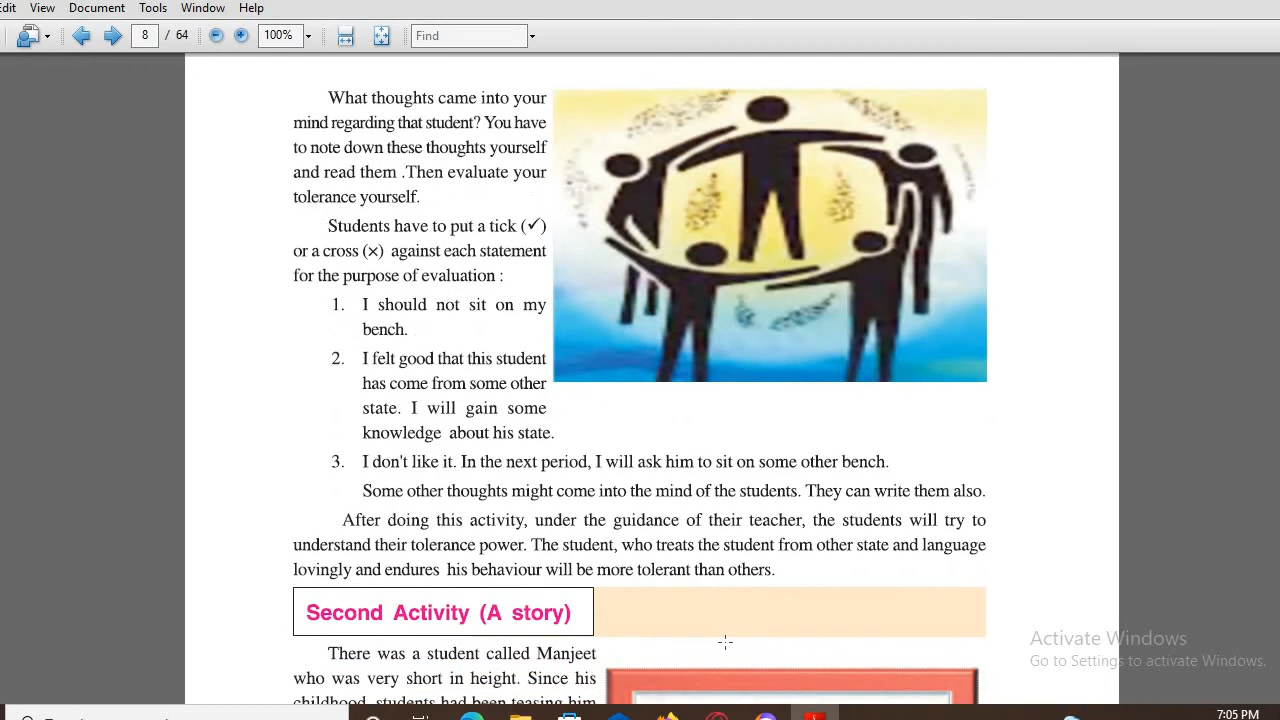 Edit View Document Tools Window Help
8 / 64 100% Find
What thoughts came into your
mind regarding that student? You have
to note down these thoughts yourself
and read them .Then evaluate your
tolerance yourself.
Students have to put a tick (✓)
or a cross (×) against each statement
for the purpose of evaluation :
1. I should not sit on my
bench.
2. I felt good that this student
has come from some other
state. I will gain some
knowledge about his state.
3. I don't like it. In the next period, I will ask him to sit on some other bench.
Some other thoughts might come into the mind of the students. They can write them also.
After doing this activity, under the guidance of their teacher, the students will try to
understand their tolerance power. The student, who treats the student from other state and language
lovingly and endures his behaviour will be more tolerant than others.
Second Activity (A story)
There was a student called Manjeet
who was very short in height. Since his
childhood, students had been teasing him
Activate Windows
Go to Settings to activate Windows.
7:05 PM